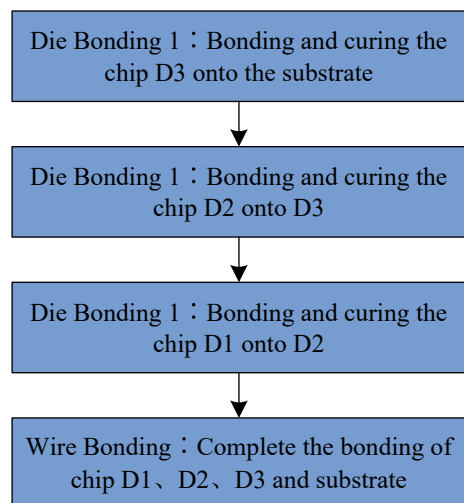 Die Bonding 1：Bonding and curing the
chip D3 onto the substrate
Die Bonding 1：Bonding and curing the
chip D2 onto D3
Die Bonding 1：Bonding and curing the
chip D1 onto D2
Wire Bonding：Complete the bonding of
chip D1、D2、D3 and substrate